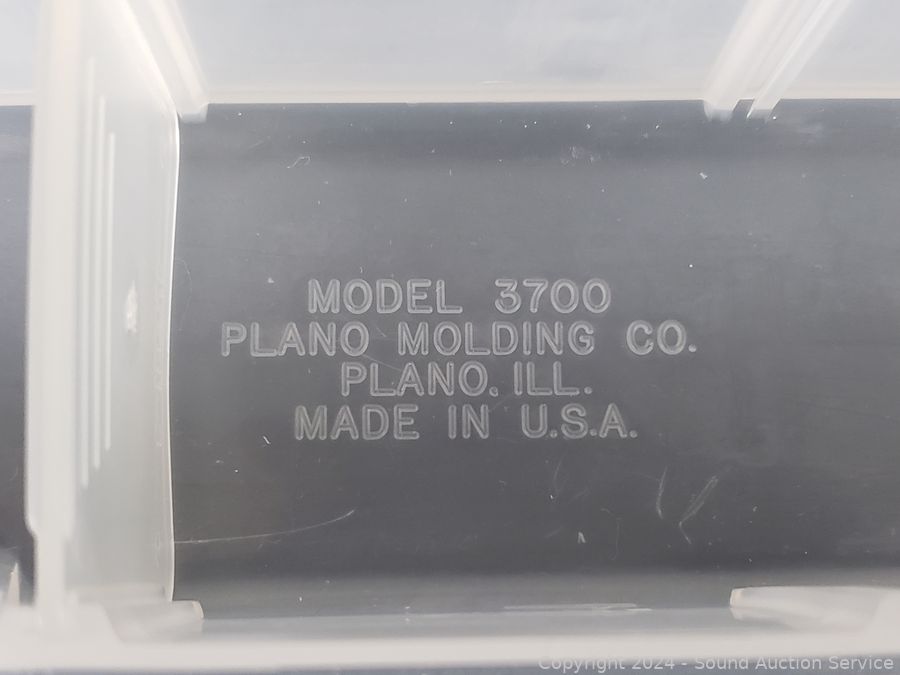 MODEL 3700
PLANO MOLDING CO.
PLANO, ILL.
MADE IN U.S.A.
Copyright 2024 - Sound Auction Service